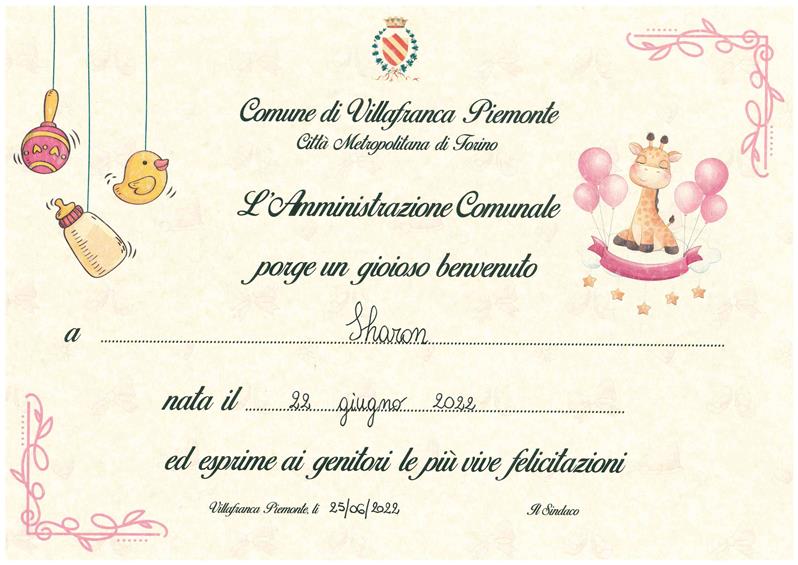 Comune di Villafranca Piemonte
Città Metropolitana di Torino
L'Amministrazione Comunale
porge un gioioso benvenuto
a Sharon
nata il 22 giugno 2022
ed esprime ai genitori le più vive felicitazioni
Villafranca Piemonte, li 25/06/2022 Il Sindaco